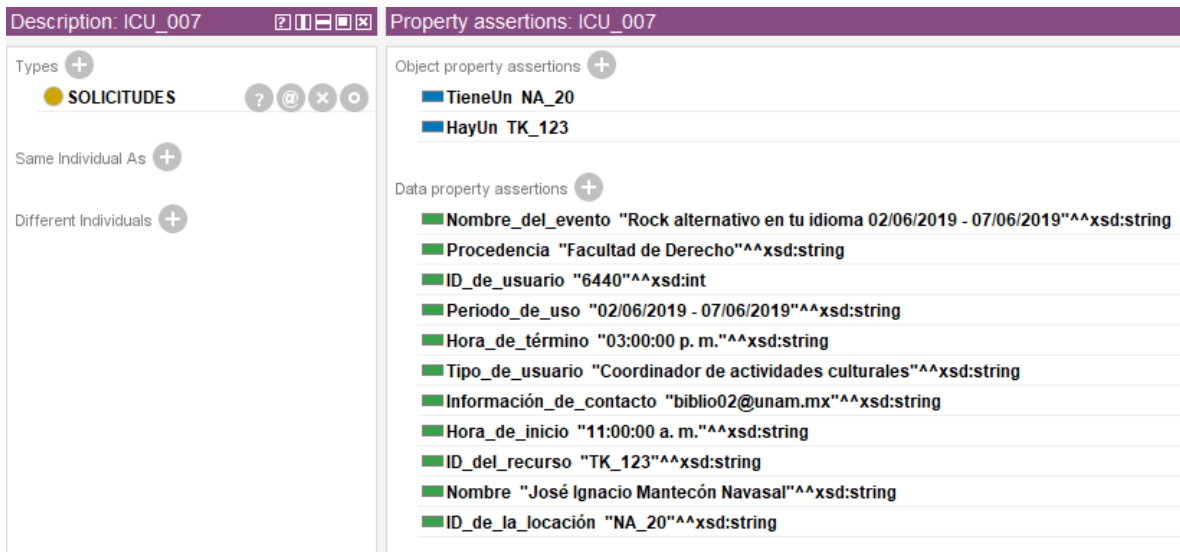 Description: ICU_007
Property assertions: ICU_007
Types
SOLICITUDES
Same Individual As
Different Individuals
Object property assertions
TieneUn NA_20
HayUn TK_123
Data property assertions
Nombre_del_evento "Rock alternativo en tu idioma 02/06/2019 - 07/06/2019"^^xsd:string
Procedencia "Facultad de Derecho"^^xsd:string
ID_de_usuario "6440"^^xsd:int
Periodo_de_uso "02/06/2019 - 07/06/2019"^^xsd:string
Hora_de_término "03:00:00 p. m."^^xsd:string
Tipo_de_usuario "Coordinador de actividades culturales"^^xsd:string
Información_de_contacto "biblio02@unam.mx"^^xsd:string
Hora_de_inicio "11:00:00 a. m."^^xsd:string
ID_del_recurso "TK_123"^^xsd:string
Nombre "José Ignacio Mantecón Navasal"^^xsd:string
ID_de_la_locación "NA_20"^^xsd:string